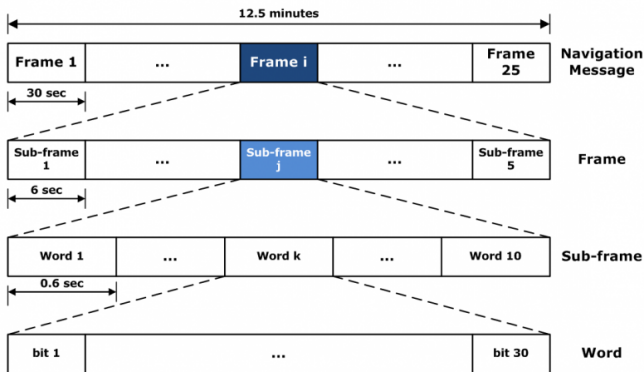 12.5 minutes
Frame 1
...
Frame i
...
Frame
25
Navigation
Message
30 sec
Sub-frame
1
...
Sub-frame
j
...
Sub-frame
5
Frame
6 sec
Word 1
...
Word k
...
Word 10
Sub-frame
0.6 sec
bit 1
...
bit 30
Word